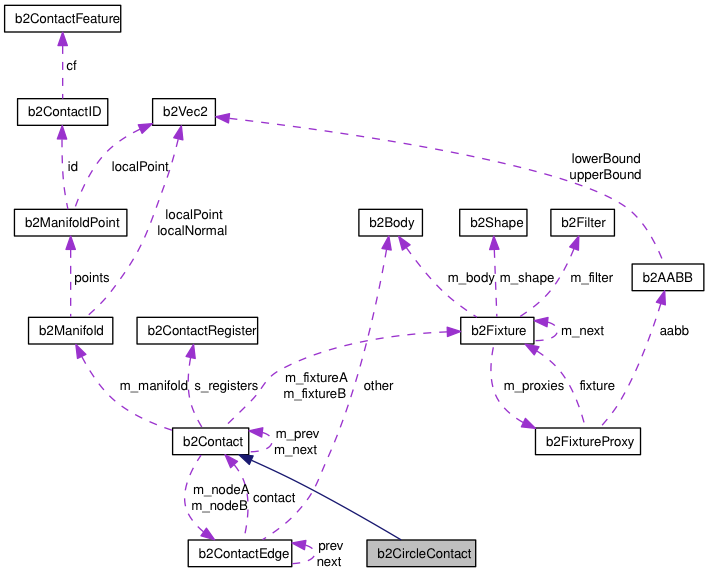 b2ContactFeature
cf
b2ContactID
b2Vec2
id
localPoint
lowerBound
upperBound
b2ManifoldPoint
localPoint
localNormal
b2Body
b2Shape
b2Filter
points
m_body
m_shape
m_filter
b2AABB
b2Manifold
b2ContactRegister
b2Fixture
m_next
aabb
m_manifold
s_registers
m_fixtureA
m_fixtureB
other
m_proxies
fixture
b2Contact
m_prev
m_next
b2FixtureProxy
m_nodeA
m_nodeB
contact
b2ContactEdge
prev
next
b2CircleContact